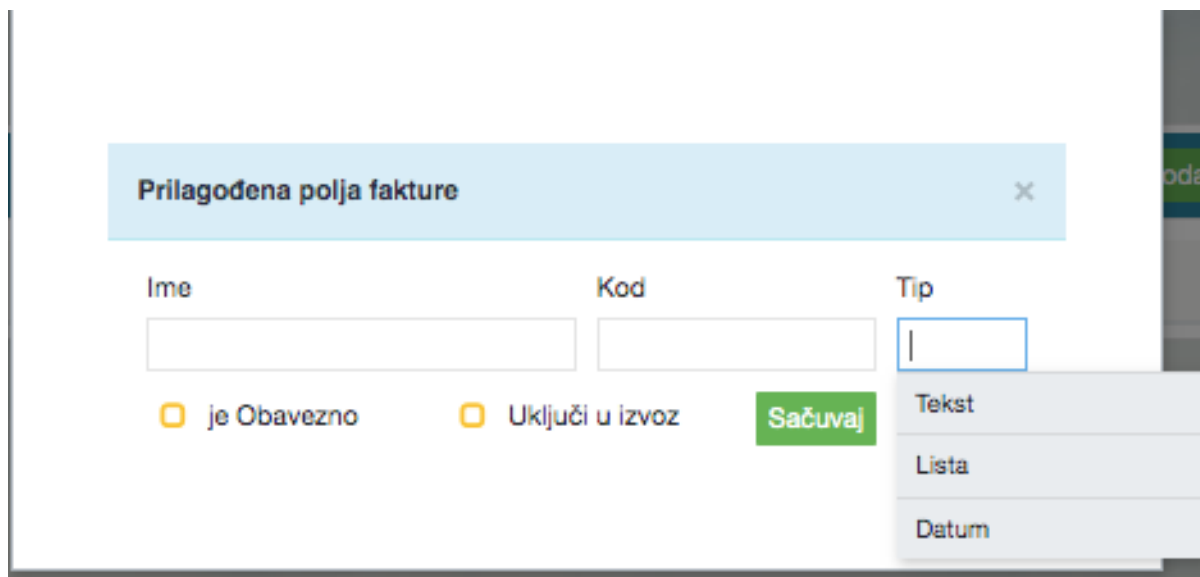 Prilagođena polja fakture
Ime Kod Tip
je Obavezno Uključi u izvoz Sačuvaj
Tekst
Lista
Datum